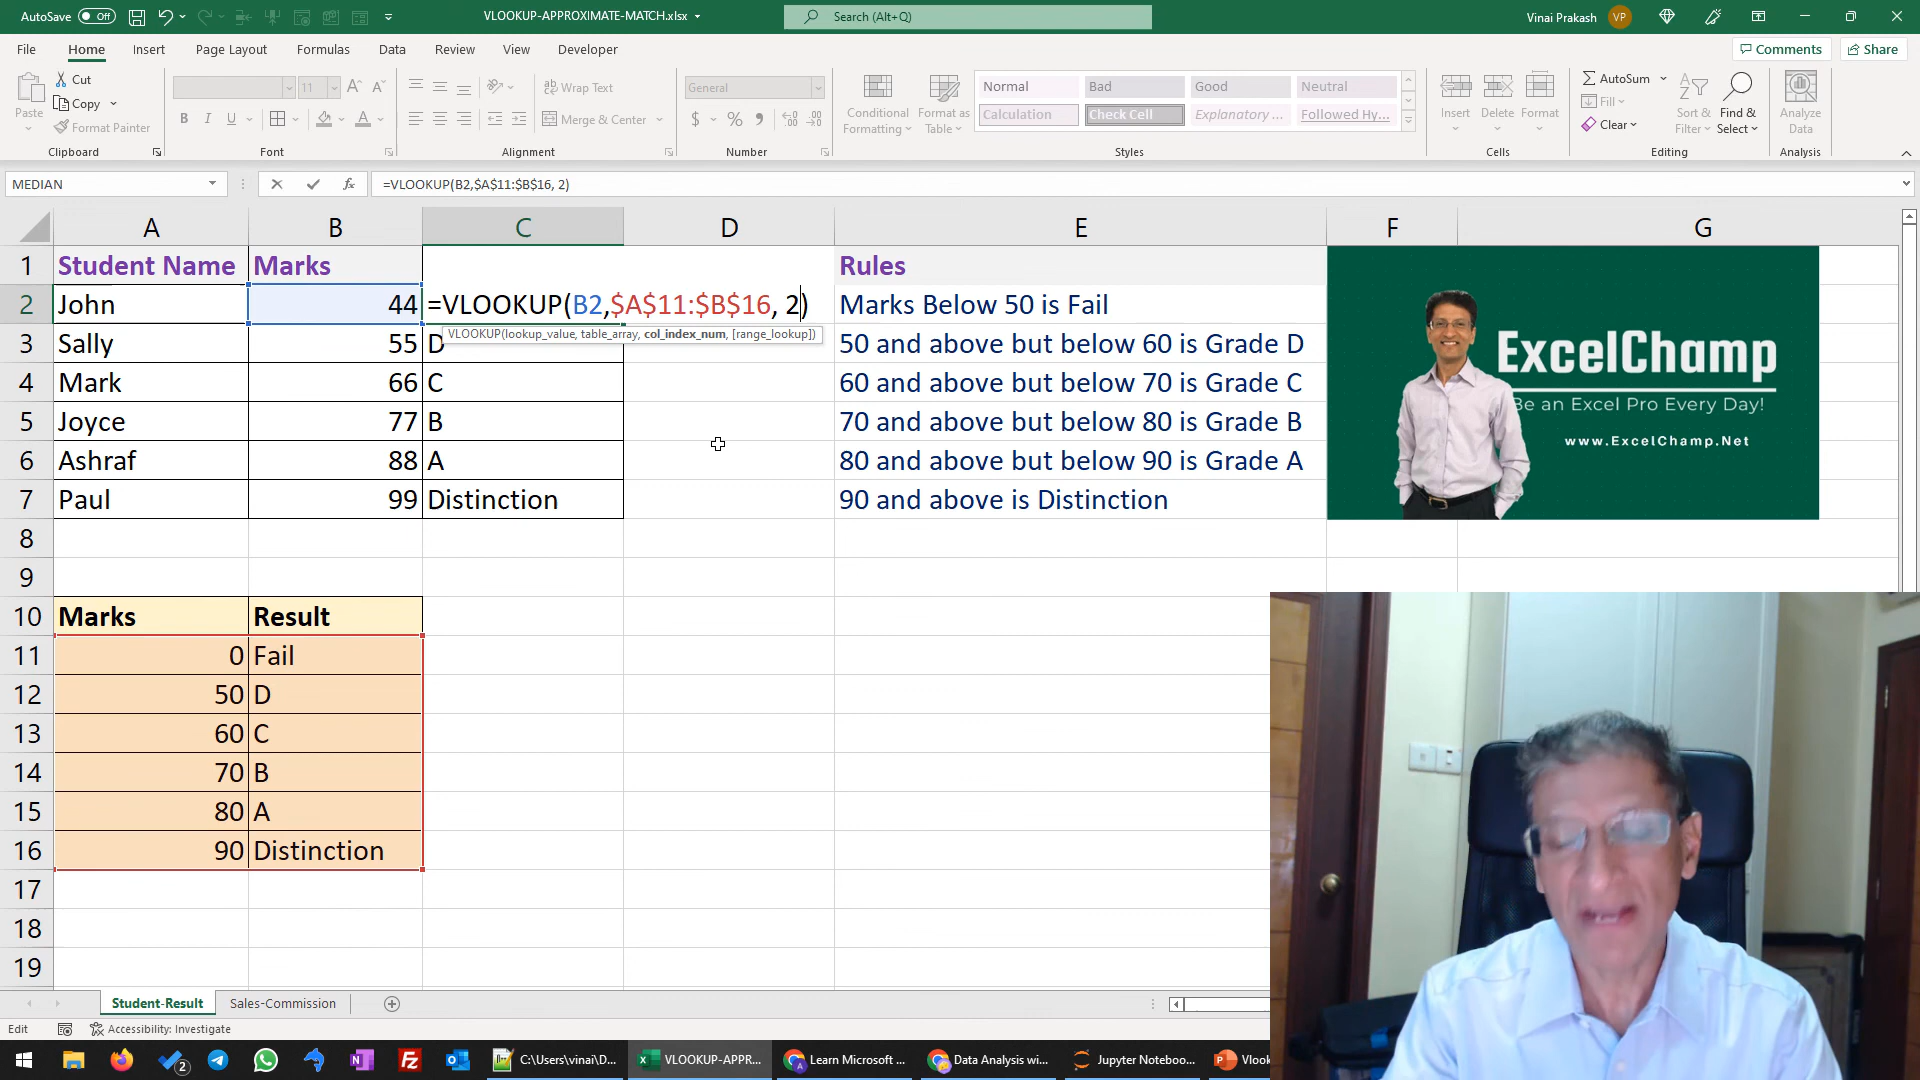 AutoSave Off
VLOOKUP-APPROXIMATE-MATCH.xlsx
Search (Alt+Q)
Vinai Prakash VP
File Home Insert Draw Page Layout Formulas Data Review View Developer
Comments Share
Paste
Cut
Copy
Format Painter
Clipboard
11
B I U
Font
Wrap Text
Merge & Center
Alignment
General
$ %
Number
Conditional Formatting
Format as Table
Normal Bad Good Neutral
Calculation Check Cell Explanatory ... Followed Hy...
Styles
Insert Delete Format
Cells
AutoSum
Fill
Clear
Sort & Filter
Find & Select
Editing
Analyze Data
Analysis
MEDIAN
=VLOOKUP(B2,$A$11:$B$16, 2)
A B C D E F G
1 Student Name Marks Rules
2 John 44 =VLOOKUP(B2,$A$11:$B$16, 2) Marks Below 50 is Fail
VLOOKUP(lookup_value, table_array, col_index_num, [range_lookup])
3 Sally 55 D 50 and above but below 60 is Grade D
4 Mark 66 C 60 and above but below 70 is Grade C
5 Joyce 77 B 70 and above but below 80 is Grade B
6 Ashraf 88 A 80 and above but below 90 is Grade A
7 Paul 99 Distinction 90 and above is Distinction
ExcelChamp
Be an Excel Pro Every Day!
www.ExcelChamp.Net
8
9
10 Marks Result
11 0 Fail
12 50 D
13 60 C
14 70 B
15 80 A
16 90 Distinction
17
18
19
Student-Result Sales-Commission
Edit Accessibility: Investigate
2
C:\Users\vinai\D...
VLOOKUP-APPR...
Learn Microsoft ...
Data Analysis wi...
Jupyter Noteboo...